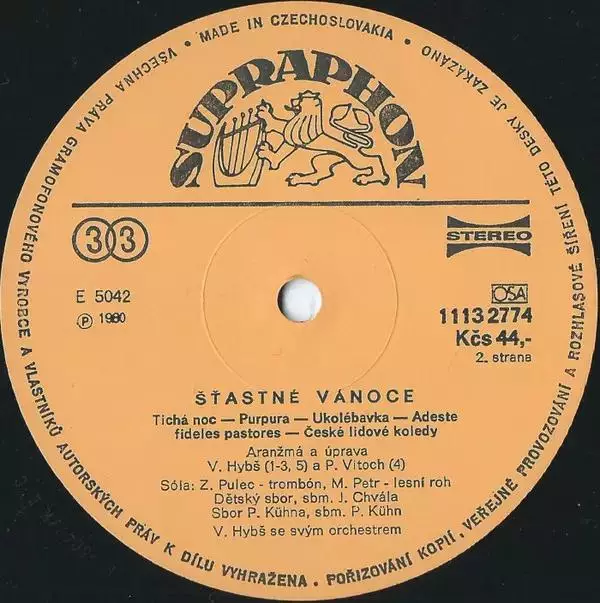 VŠECHNA PRÁVA GRAMOFONOVÉHO VÝROBCE A VLASTNÍKŮ AUTORSKÝCH PRÁV K DÍLU VYHRAŽENA • POŘIZOVÁNÍ KOPIÍ, VEŘEJNÉ PROVOZOVÁNÍ A ROZHLASOVÉ ŠÍŘENÍ TÉTO DESKY JE ZAKÁZÁNO • MADE IN CZECHOSLOVAKIA •
SUPRAPHON
33
STEREO
E 5042
℗ 1980
OSA
1113 2774
Kčs 44,-
2. strana
ŠŤASTNÉ VÁNOCE
Tichá noc — Purpura — Ukolébavka — Adeste
fideles pastores — České lidové koledy
Aranžmá a úprava
V. Hybš (1-3, 5) a P. Vitoch (4)
Sóla: Z. Pulec - trombón, M. Petr - lesní roh
Dětský sbor, sbm. J. Chvála
Sbor P. Kühna, sbm. P. Kühn
V. Hybš se svým orchestrem